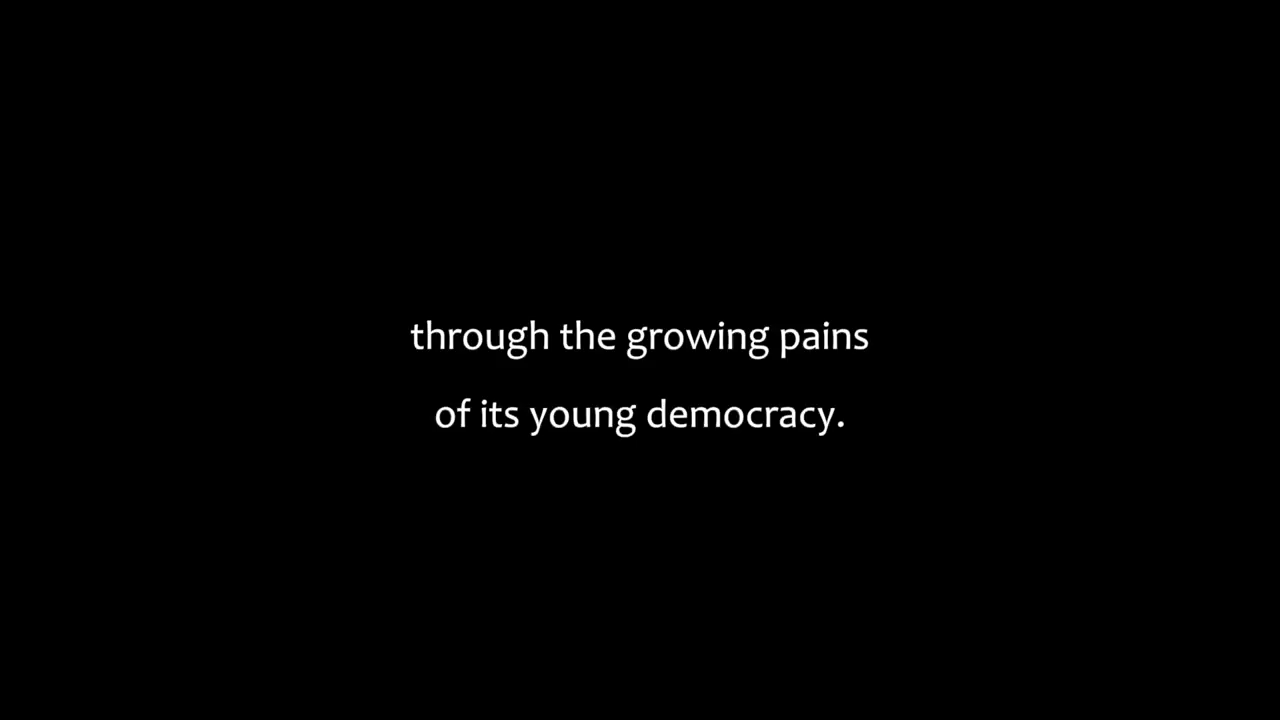 through the growing pains
of its young democracy.